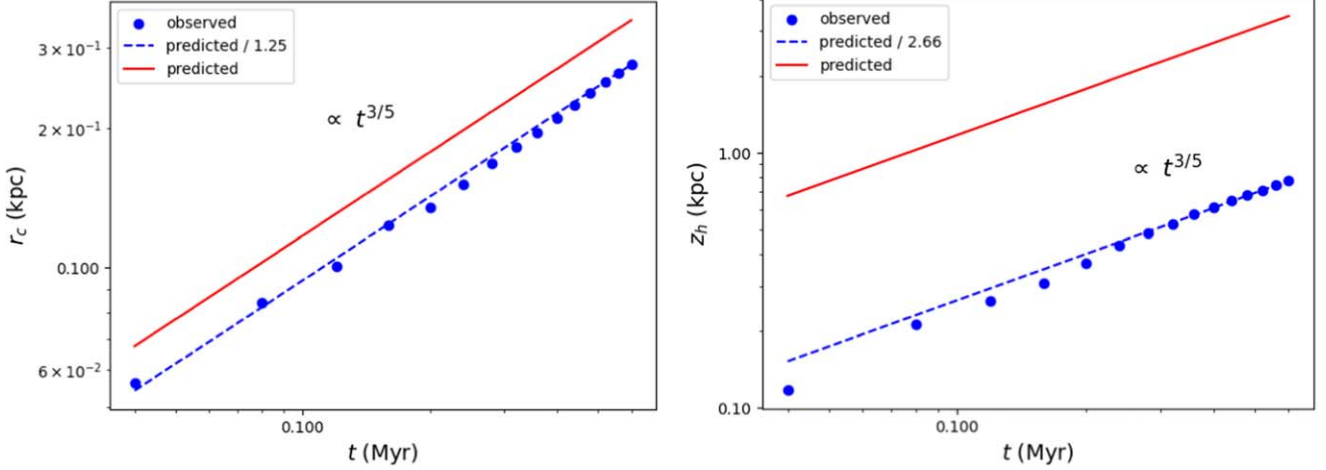 observed
predicted / 1.25
predicted
3 × 10⁻¹
2 × 10⁻¹
0.100
6 × 10⁻²
∝ t^{3/5}
r_c (kpc)
0.100
t (Myr)
observed
predicted / 2.66
predicted
1.00
0.10
∝ t^{3/5}
z_h (kpc)
0.100
t (Myr)